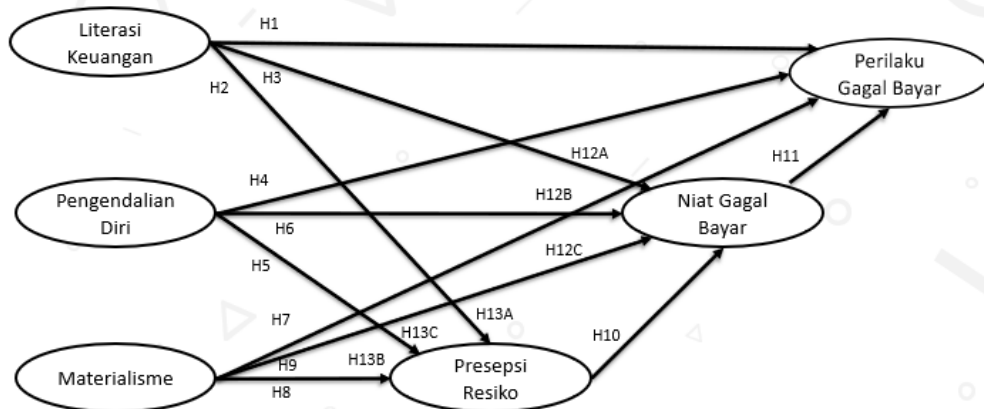 Literasi
Keuangan
H1
H2
H3
Perilaku
Gagal Bayar
H12A
H11
H4
H12B
Pengendalian
Diri
H6
Niat Gagal
Bayar
H5
H12C
H7
H13A
H13C
H10
Materialisme
H9
H13B
H8
Presepsi
Resiko